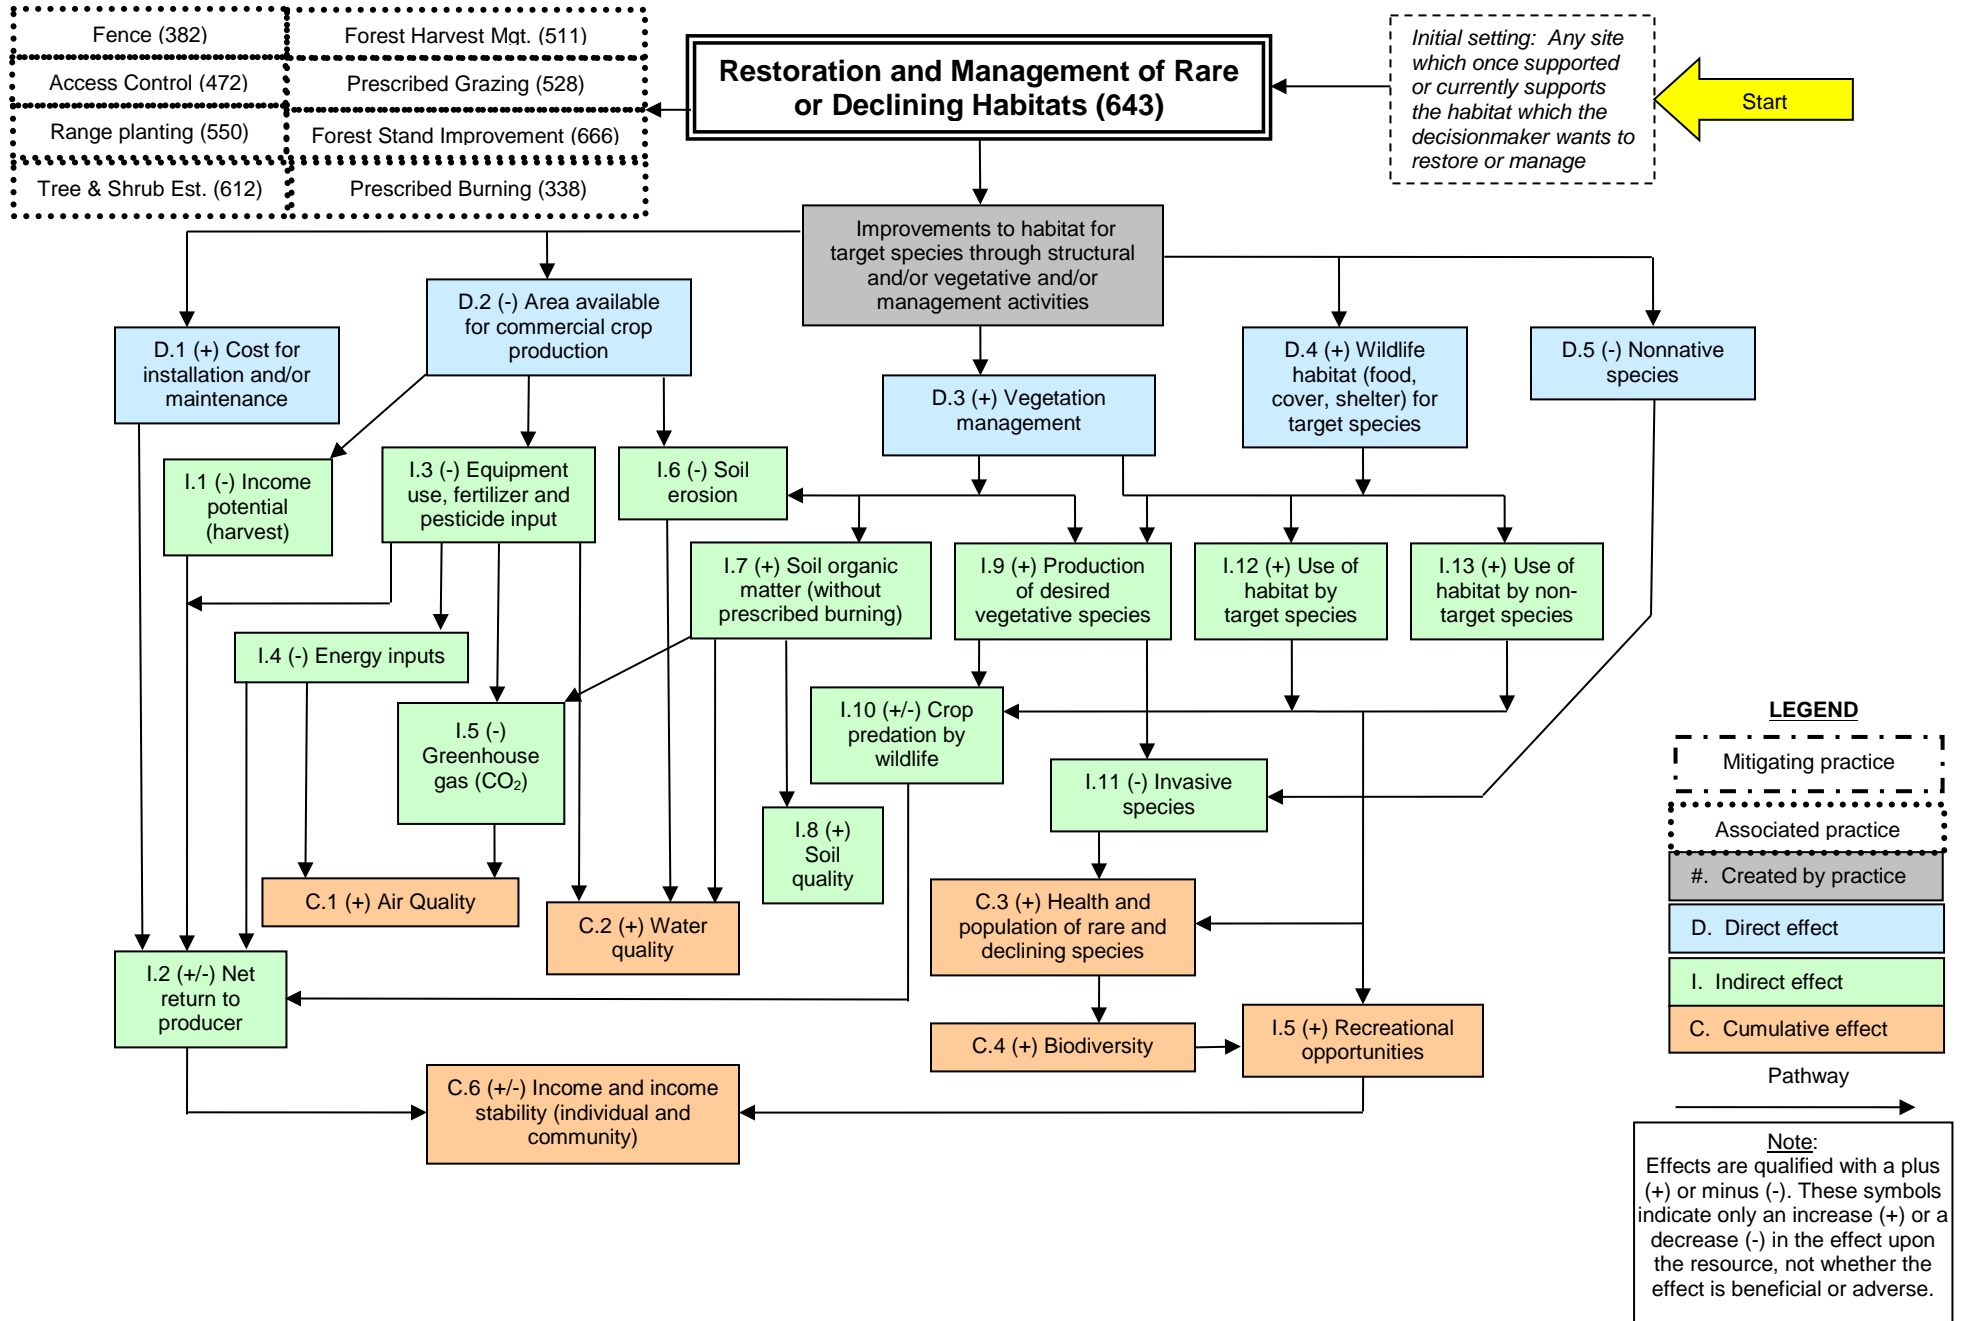 Fence (382)
Forest Harvest Mgt. (511)
Access Control (472)
Prescribed Grazing (528)
Range planting (550)
Forest Stand Improvement (666)
Tree & Shrub Est. (612)
Prescribed Burning (338)
Restoration and Management of Rare
or Declining Habitats (643)
Initial setting: Any site
which once supported
or currently supports
the habitat which the
decisionmaker wants to
restore or manage
Start
Improvements to habitat for
target species through structural
and/or vegetative and/or
management activities
D.1 (+) Cost for
installation and/or
maintenance
D.2 (-) Area available
for commercial crop
production
D.3 (+) Vegetation
management
D.4 (+) Wildlife
habitat (food,
cover, shelter) for
target species
D.5 (-) Nonnative
species
I.1 (-) Income
potential
(harvest)
I.3 (-) Equipment
use, fertilizer and
pesticide input
I.6 (-) Soil
erosion
I.7 (+) Soil organic
matter (without
prescribed burning)
I.9 (+) Production
of desired
vegetative species
I.12 (+) Use of
habitat by
target species
I.13 (+) Use of
habitat by non-
target species
I.4 (-) Energy inputs
I.5 (-)
Greenhouse
gas (CO₂)
I.10 (+/-) Crop
predation by
wildlife
I.11 (-) Invasive
species
I.8 (+)
Soil
quality
C.1 (+) Air Quality
C.2 (+) Water
quality
C.3 (+) Health and
population of rare and
declining species
I.2 (+/-) Net
return to
producer
C.4 (+) Biodiversity
I.5 (+) Recreational
opportunities
C.6 (+/-) Income and income
stability (individual and
community)
LEGEND
Mitigating practice
Associated practice
#. Created by practice
D. Direct effect
I. Indirect effect
C. Cumulative effect
Pathway
Note:
Effects are qualified with a plus
(+) or minus (-). These symbols
indicate only an increase (+) or a
decrease (-) in the effect upon
the resource, not whether the
effect is beneficial or adverse.